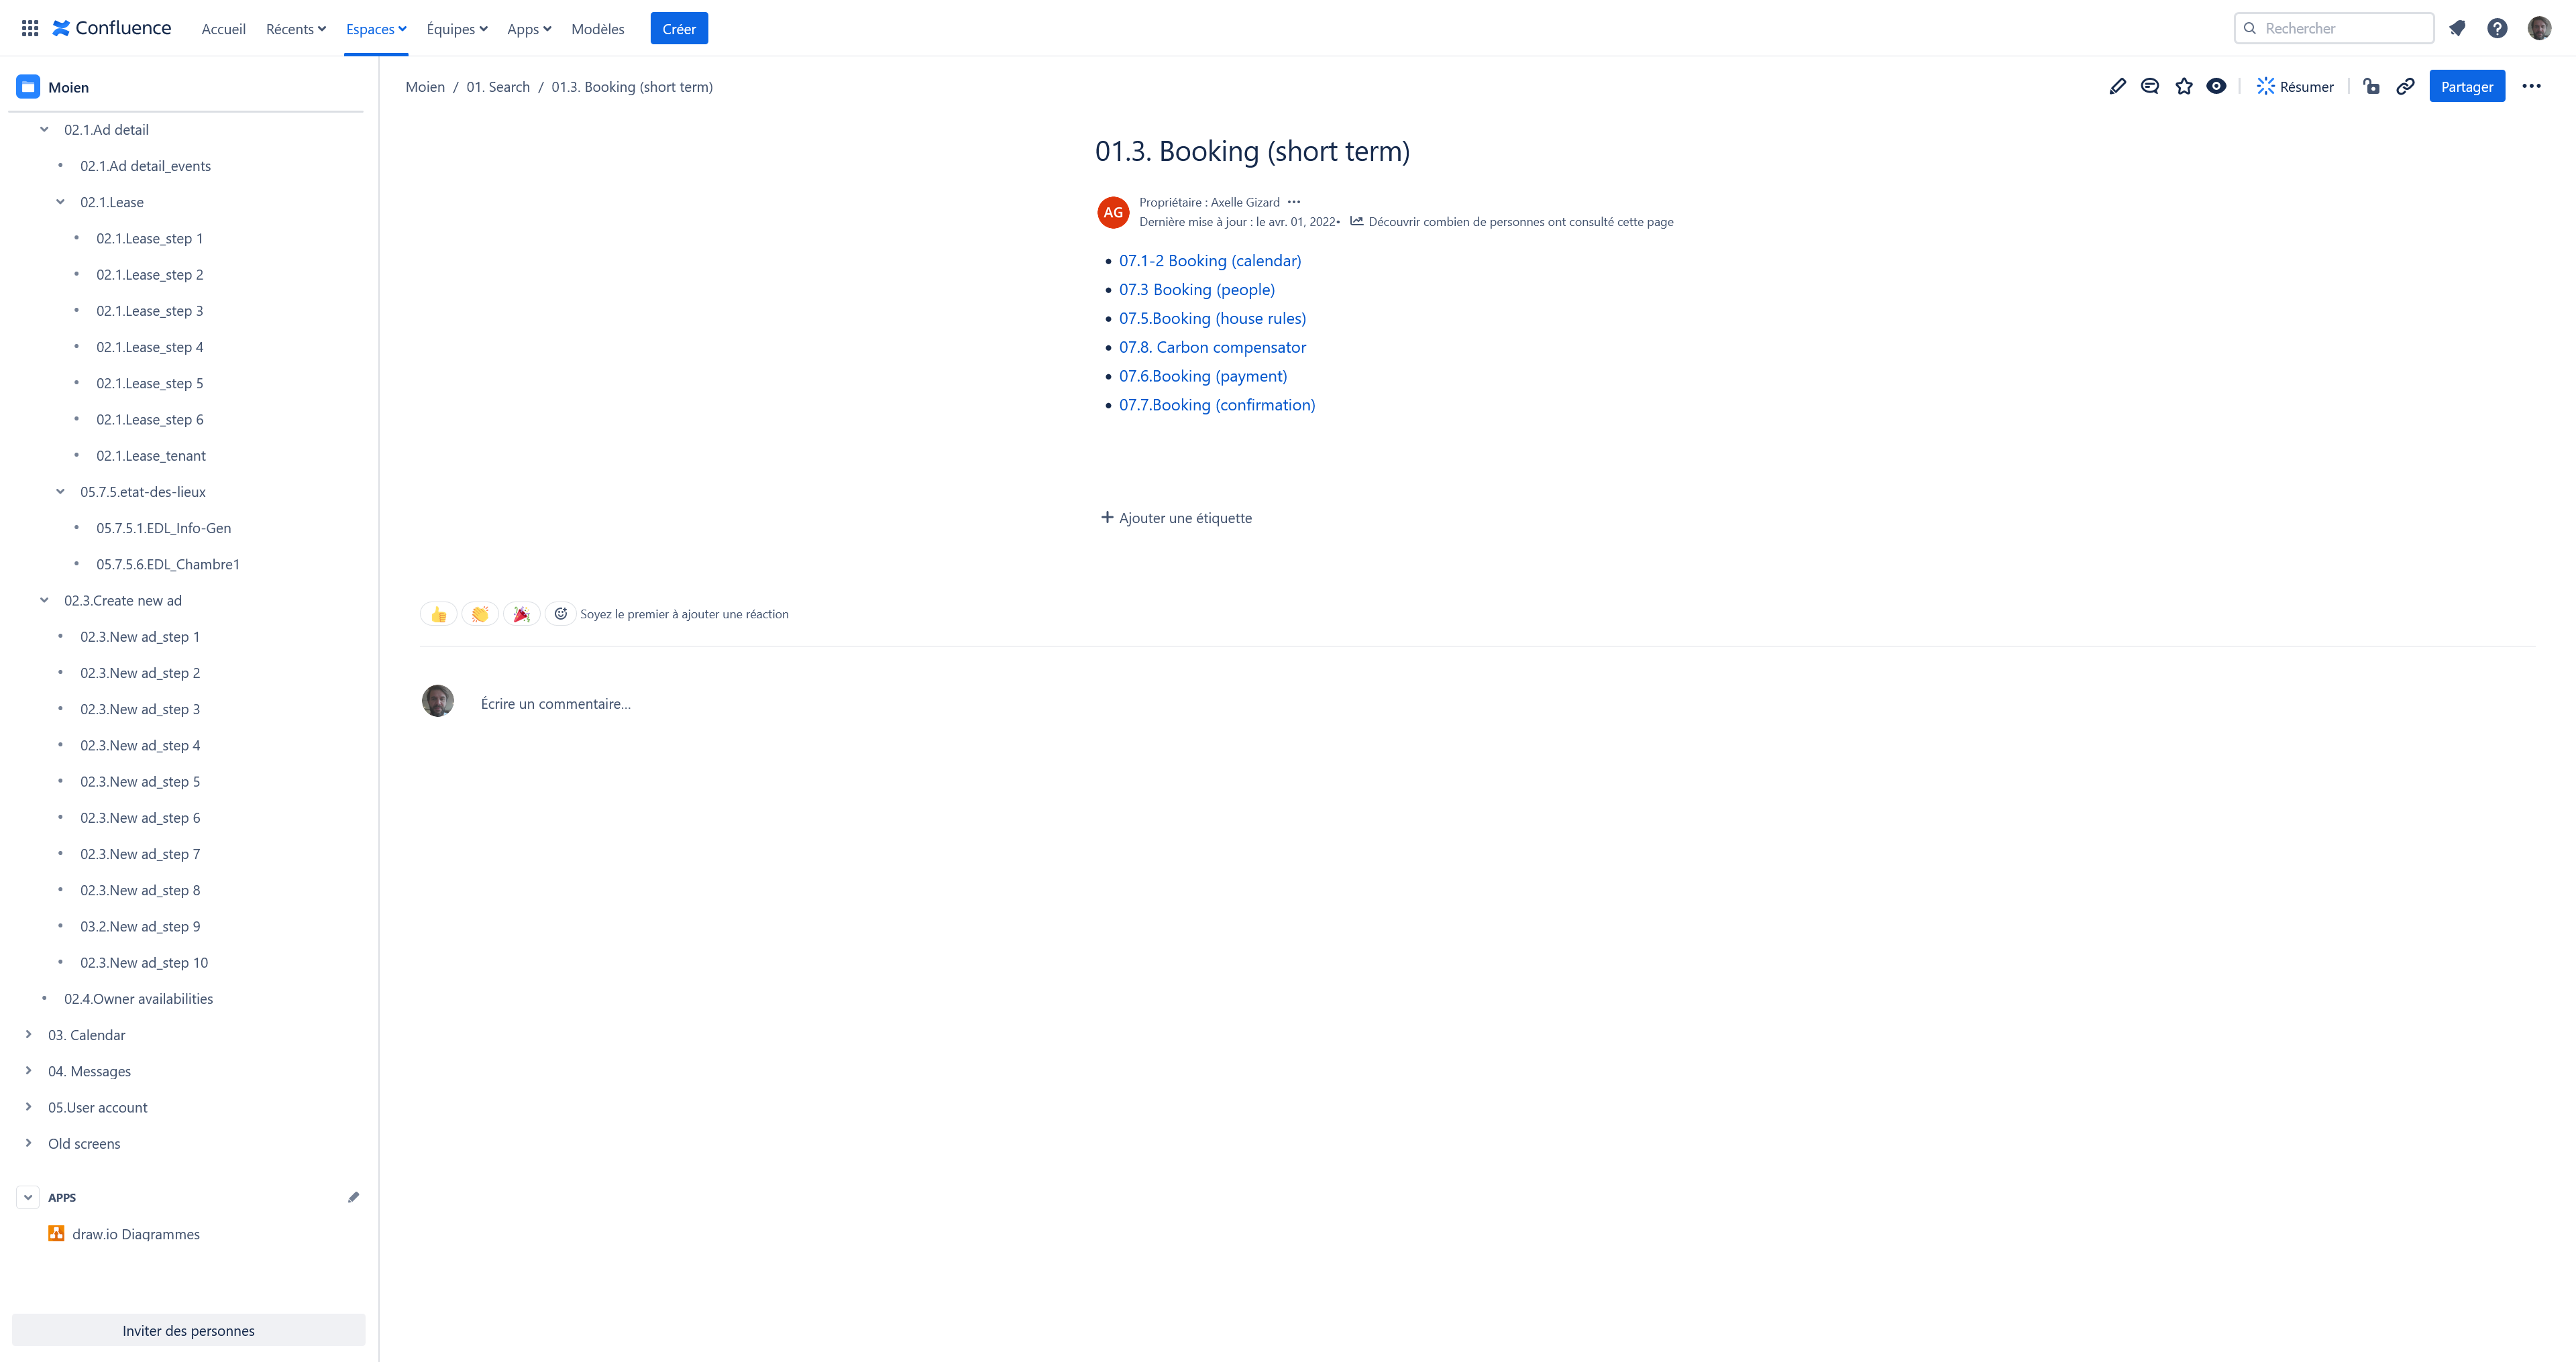 Confluence
Accueil Récents Espaces Équipes Apps Modèles Créer Rechercher
Moien
02.1.Ad detail
02.1.Ad detail_events
02.1.Lease
02.1.Lease_step 1
02.1.Lease_step 2
02.1.Lease_step 3
02.1.Lease_step 4
02.1.Lease_step 5
02.1.Lease_step 6
02.1.Lease_tenant
05.7.5.etat-des-lieux
05.7.5.1.EDL_Info-Gen
05.7.5.6.EDL_Chambre1
02.3.Create new ad
02.3.New ad_step 1
02.3.New ad_step 2
02.3.New ad_step 3
02.3.New ad_step 4
02.3.New ad_step 5
02.3.New ad_step 6
02.3.New ad_step 7
02.3.New ad_step 8
03.2.New ad_step 9
02.3.New ad_step 10
02.4.Owner availabilities
03. Calendar
04. Messages
05.User account
Old screens
APPS
draw.io Diagrammes
Inviter des personnes
Moien / 01. Search / 01.3. Booking (short term)
Résumer Partager
01.3. Booking (short term)
AG
Propriétaire : Axelle Gizard
Dernière mise à jour : le avr. 01, 2022• Découvrir combien de personnes ont consulté cette page
• 07.1-2 Booking (calendar)
• 07.3 Booking (people)
• 07.5.Booking (house rules)
• 07.8. Carbon compensator
• 07.6.Booking (payment)
• 07.7.Booking (confirmation)
Ajouter une étiquette
Soyez le premier à ajouter une réaction
Écrire un commentaire…